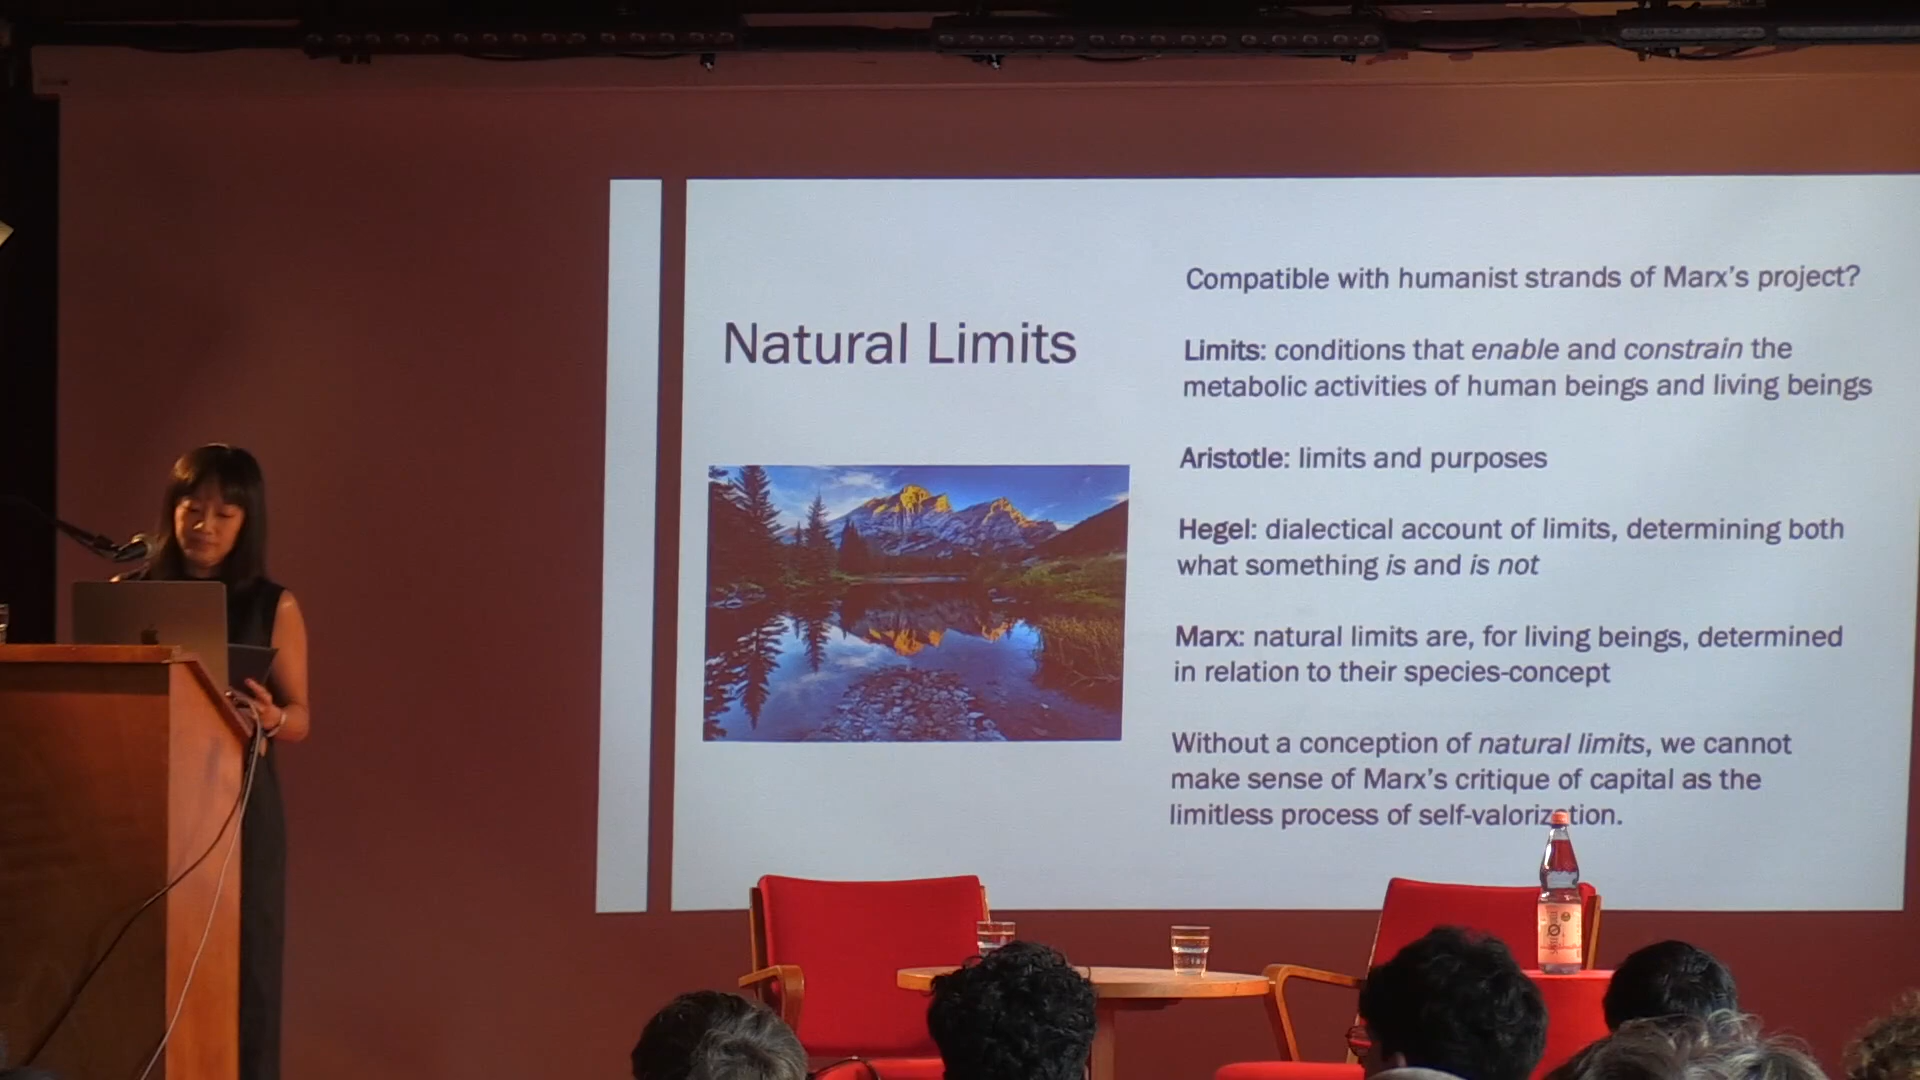 Natural Limits
Compatible with humanist strands of Marx's project?
Limits: conditions that enable and constrain the
metabolic activities of human beings and living beings
Aristotle: limits and purposes
Hegel: dialectical account of limits, determining both
what something is and is not
Marx: natural limits are, for living beings, determined
in relation to their species-concept
Without a conception of natural limits, we cannot
make sense of Marx's critique of capital as the
limitless process of self-valorization.